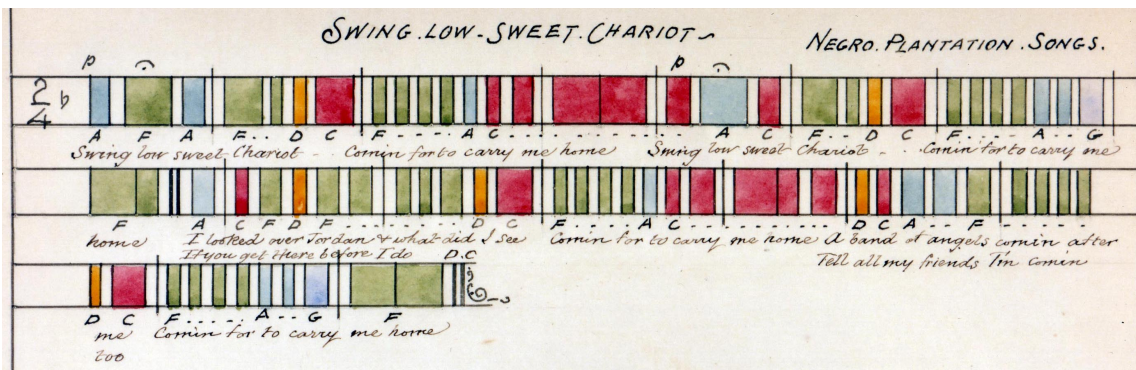 SWING.LOW-SWEET.CHARIOT~ NEGRO.PLANTATION.SONGS.
p p
2/4 b
A F A F.. D C F.....A C............ A C F.. D C F.....A..G
Swing low sweet Chariot - .. Comin for to carry me home Swing low sweet Chariot - .. Comin for to carry me
F A C F D F........... D C F.....A C............ D C A..... F.......
home I looked over Jordan & what did I see Comin for to carry me home A band of angels comin after
If you get there before I do D.C Tell all my friends I'm comin
D C F.....A..G F
me Comin for to carry me home
too